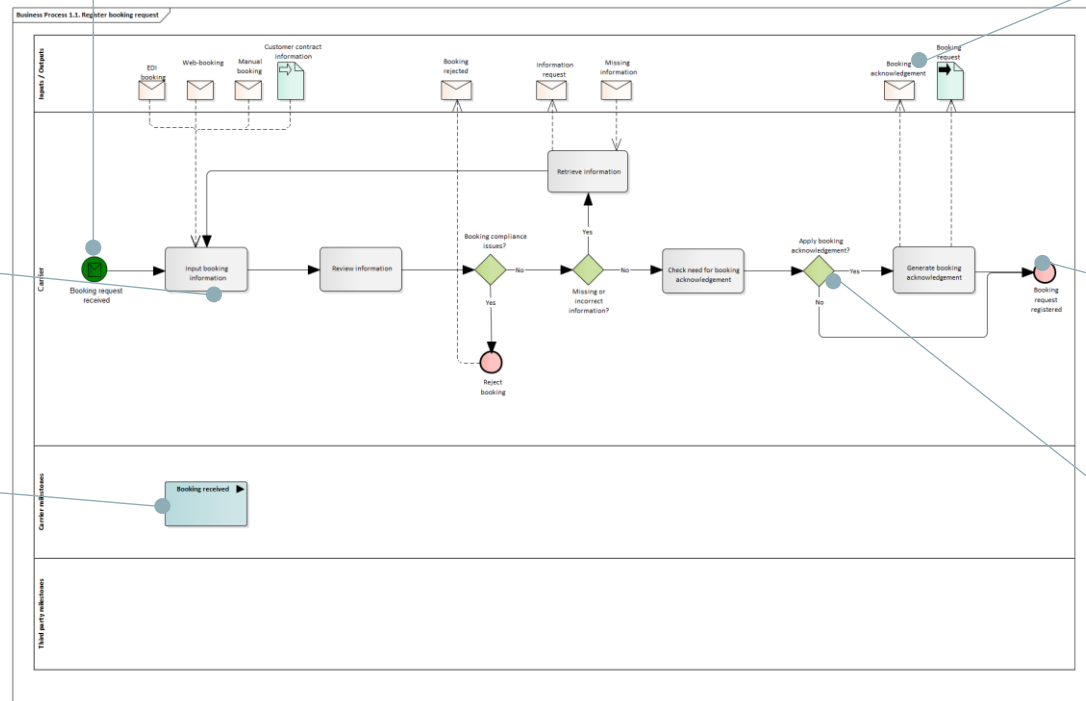 Business Process 1.1. Register booking request
Inputs / Outputs
EDI
booking
Web-booking
Manual
booking
Customer contract
information
Booking
rejected
Information
request
Missing
information
Booking
acknowledgement
Booking
request
Carrier
Retrieve information
Yes
Booking request
received
Input booking
information
Review information
Booking compliance
issues?
No
Yes
Missing or
incorrect
information?
No
Check need for booking
acknowledgement
Apply booking
acknowledgement?
Yes
No
Generate booking
acknowledgement
Booking
request
registered
Reject
booking
Carrier milestones
Booking received
Third party milestones